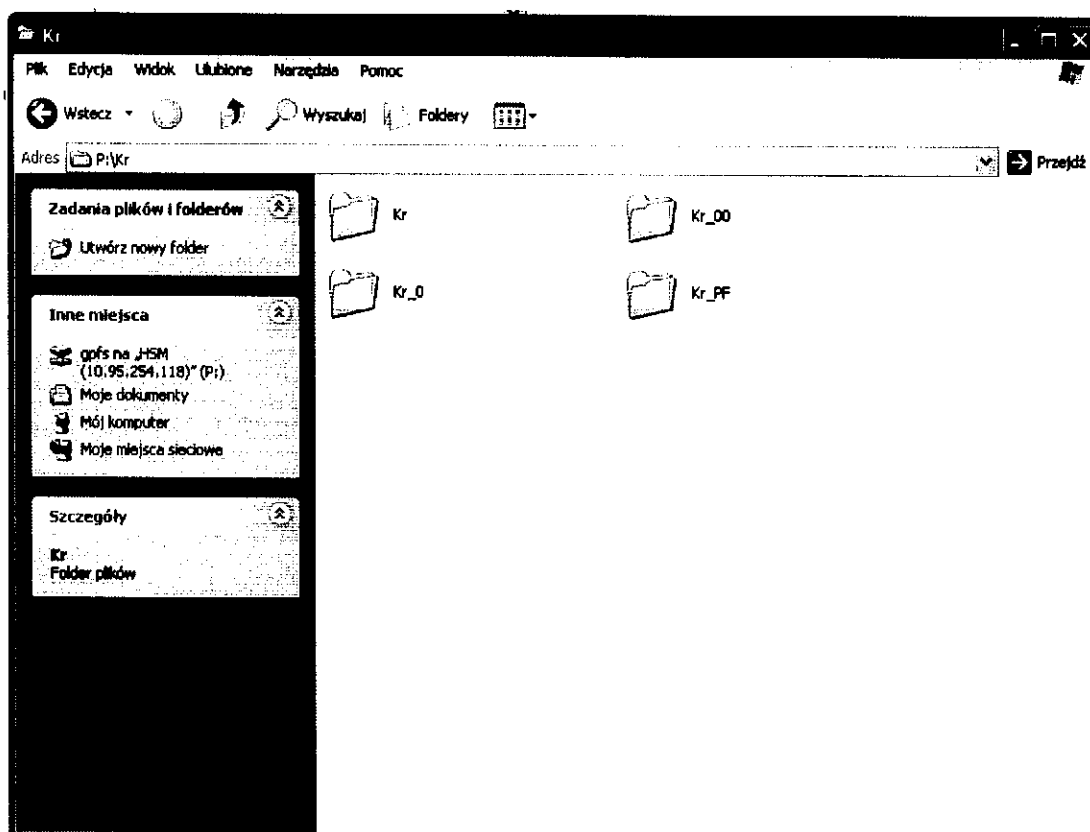 Kr
Plik Edycja Widok Ulubione Narzędzia Pomoc
Wstecz Wyszukaj Foldery
Adres P:\Kr Przejdź
Zadania plików i folderów
Utwórz nowy folder
Inne miejsca
gpfs na „HSM
(10.95.254.118)” (P:)
Moje dokumenty
Mój komputer
Moje miejsca sieciowe
Szczegóły
Kr
Folder plików
Kr Kr_00
Kr_0 Kr_PF